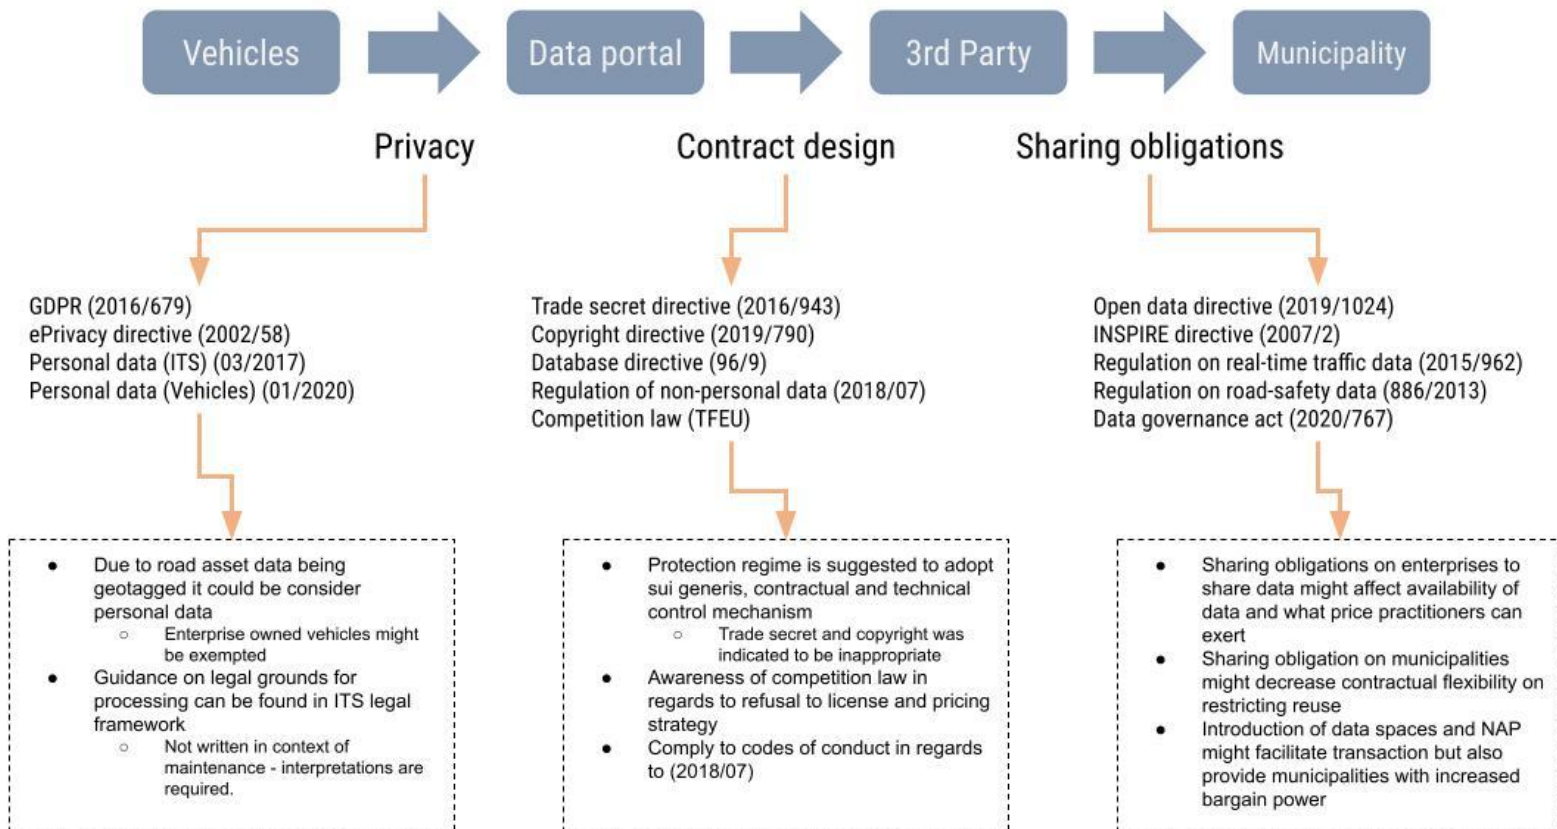 Vehicles
Data portal
3rd Party
Municipality
Privacy
Contract design
Sharing obligations
GDPR (2016/679)
ePrivacy directive (2002/58)
Personal data (ITS) (03/2017)
Personal data (Vehicles) (01/2020)
Trade secret directive (2016/943)
Copyright directive (2019/790)
Database directive (96/9)
Regulation of non-personal data (2018/07)
Competition law (TFEU)
Open data directive (2019/1024)
INSPIRE directive (2007/2)
Regulation on real-time traffic data (2015/962)
Regulation on road-safety data (886/2013)
Data governance act (2020/767)
● Due to road asset data being
geotagged it could be consider
personal data
○ Enterprise owned vehicles might
be exempted
● Guidance on legal grounds for
processing can be found in ITS legal
framework
○ Not written in context of
maintenance - interpretations are
required.
● Protection regime is suggested to adopt
sui generis, contractual and technical
control mechanism
○ Trade secret and copyright was
indicated to be inappropriate
● Awareness of competition law in
regards to refusal to license and pricing
strategy
● Comply to codes of conduct in regards
to (2018/07)
● Sharing obligations on enterprises to
share data might affect availability of
data and what price practitioners can
exert
● Sharing obligation on municipalities
might decrease contractual flexibility on
restricting reuse
● Introduction of data spaces and NAP
might facilitate transaction but also
provide municipalities with increased
bargain power